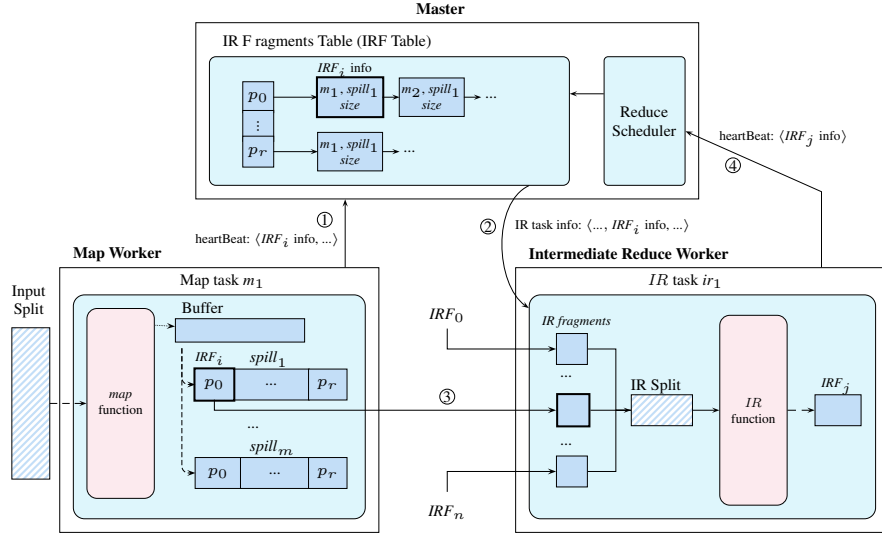 Master
IR F ragments Table (IRF Table)
IRF_i info
p_0
m_1, spill_1
size
m_2, spill_1
size
...
⋮
p_r
m_1, spill_1
size
...
Reduce
Scheduler
heartBeat: ⟨IRF_j info⟩
④
①
heartBeat: ⟨IRF_i info, ...⟩
②
IR task info: ⟨..., IRF_i info, ...⟩
Map Worker
Map task m_1
Input
Split
Buffer
map
function
IRF_i
spill_1
p_0
...
p_r
...
spill_m
p_0
...
p_r
③
Intermediate Reduce Worker
IR task ir_1
IRF_0
IR fragments
...
...
IRF_n
IR Split
IR
function
IRF_j